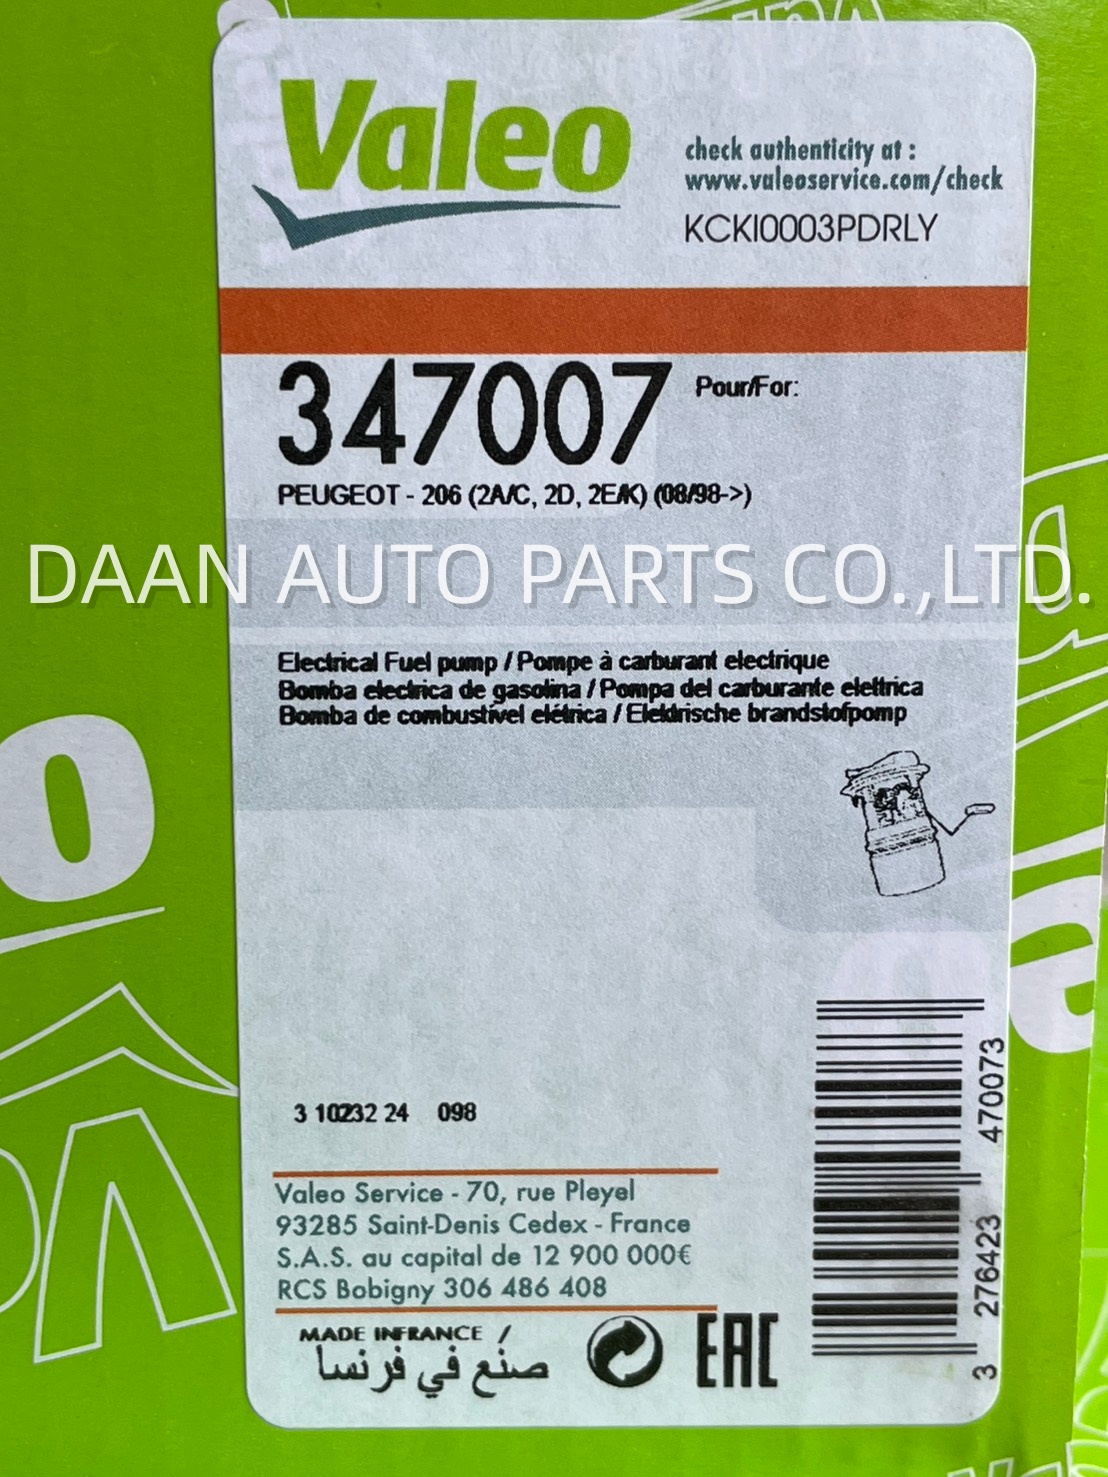 Valeo
check authenticity at :
www.valeoservice.com/check
KCKI0003PDRLY
347007 Pour/For:
PEUGEOT - 206 (2A/C, 2D, 2E/K) (08/98->)
DAAN AUTO PARTS CO.,LTD.
Electrical Fuel pump / Pompe à carburant electrique
Bomba electrica de gasolina / Pompa del carburante elettrica
Bomba de combustível elétrica / Elektrische brandstofpomp
3 10232 24 098
Valeo Service - 70, rue Pleyel
93285 Saint-Denis Cedex - France
S.A.S. au capital de 12 900 000€
RCS Bobigny 306 486 408
MADE INFRANCE /
صنع في فرنسا
EAC
3 276423 470073